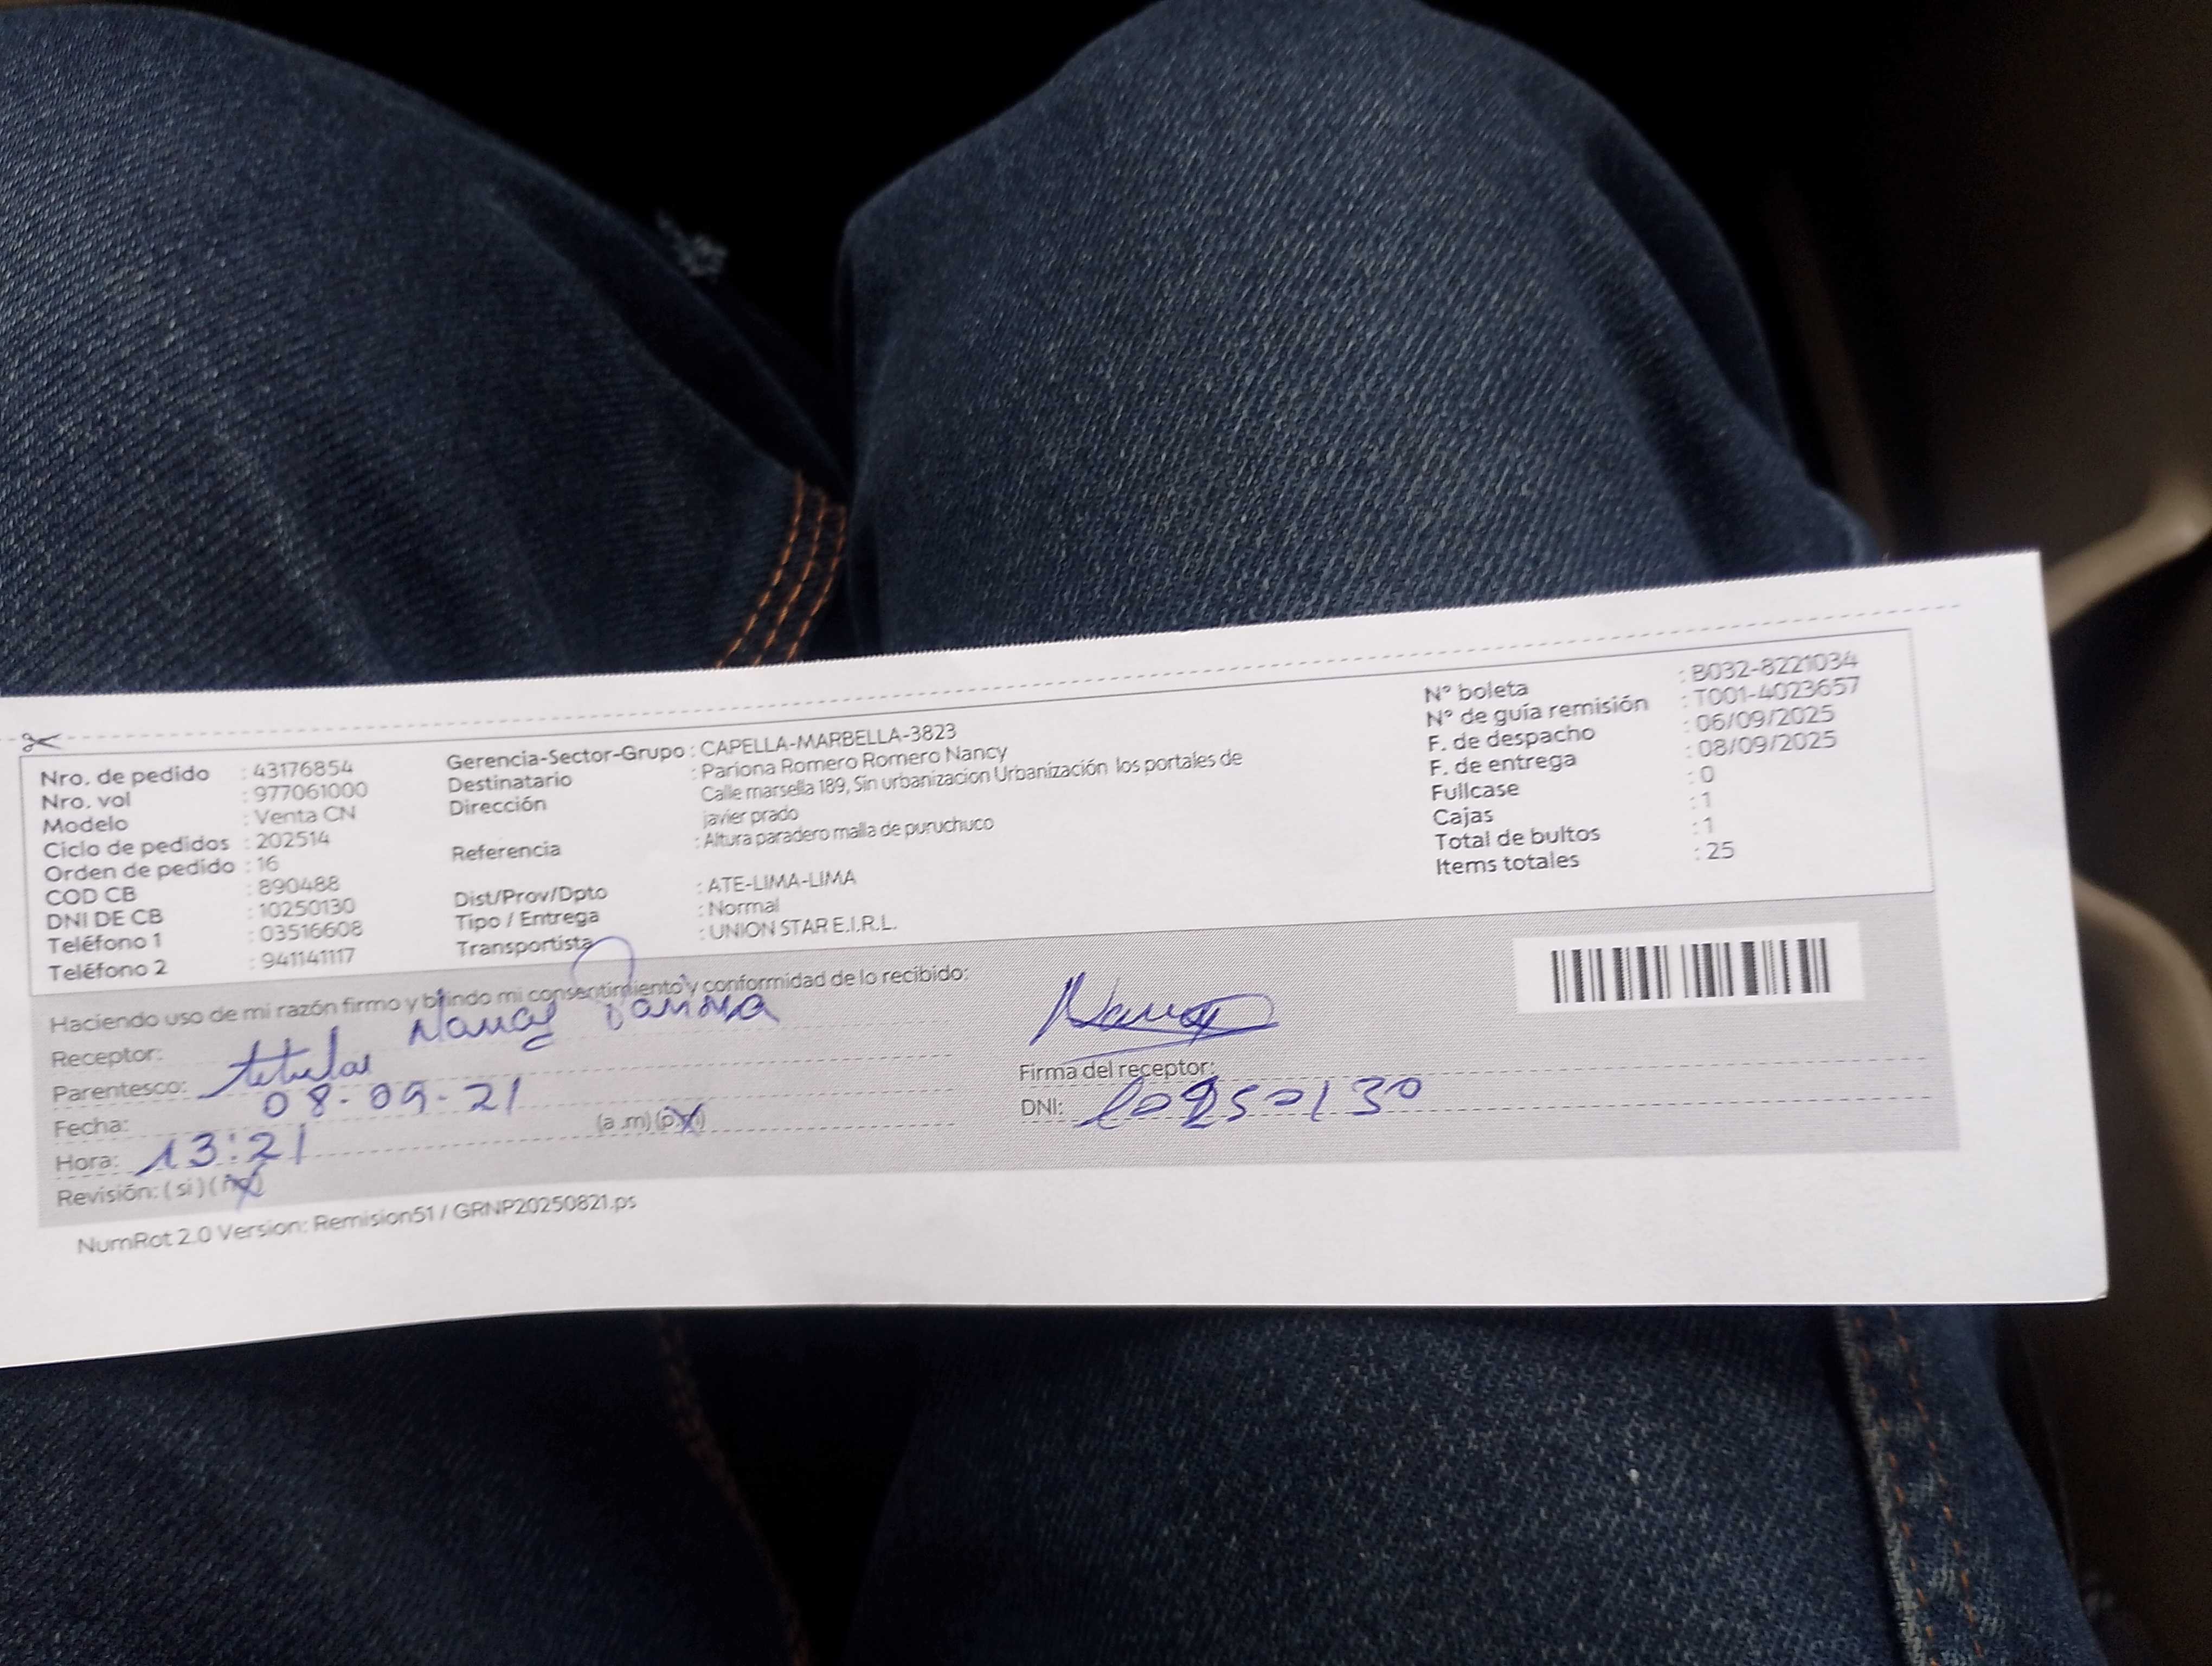 Nro. de pedido : 43176854
Nro. vol : 977061000
Modelo : Venta CN
Ciclo de pedidos : 202514
Orden de pedido : 16
COD CB : 890488
DNI DE CB : 10250130
Teléfono 1 : 03516608
Teléfono 2 : 941141117
Gerencia-Sector-Grupo : CAPELLA-MARBELLA-3823
Destinatario : Pariona Romero Romero Nancy
Dirección : Calle marsella 189, Sin urbanizacion Urbanización los portales de
javier prado
Referencia : Altura paradero malla de puruchuco
Dist/Prov/Dpto : ATE-LIMA-LIMA
Tipo / Entrega : Normal
Transportista : UNION STAR E.I.R.L.
N° boleta : B032-8221034
N° de guía remisión : T001-4023657
F. de despacho : 06/09/2025
F. de entrega : 08/09/2025
Fullcase : 0
Cajas : 1
Total de bultos : 1
Items totales : 25
Haciendo uso de mi razón firmo y brindo mi consentimiento y conformidad de lo recibido:
Receptor: Nancy Pariona
Parentesco: titular
Fecha: 08-09-21
Hora: 13:21 (a.m) (p.m)
Revisión: ( si ) ( no )
Nancy
Firma del receptor:
DNI: 10250130
NumRot 2.0 Version: Remision51 / GRNP20250821.ps